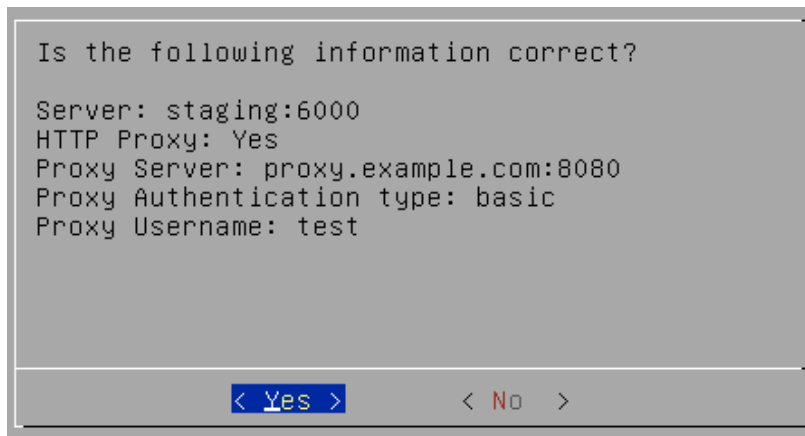 Is the following information correct?
Server: staging:6000
HTTP Proxy: Yes
Proxy Server: proxy.example.com:8080
Proxy Authentication type: basic
Proxy Username: test
< Yes > < No >